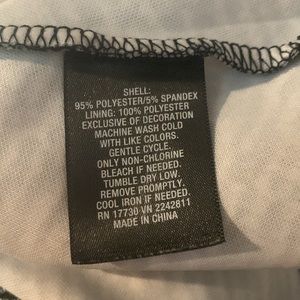 SHELL:
95% POLYESTER/5% SPANDEX
LINING: 100% POLYESTER
EXCLUSIVE OF DECORATION
MACHINE WASH COLD
WITH LIKE COLORS.
GENTLE CYCLE.
ONLY NON-CHLORINE
BLEACH IF NEEDED.
TUMBLE DRY LOW.
REMOVE PROMPTLY.
COOL IRON IF NEEDED.
RN 17730 VN 2242811
MADE IN CHINA